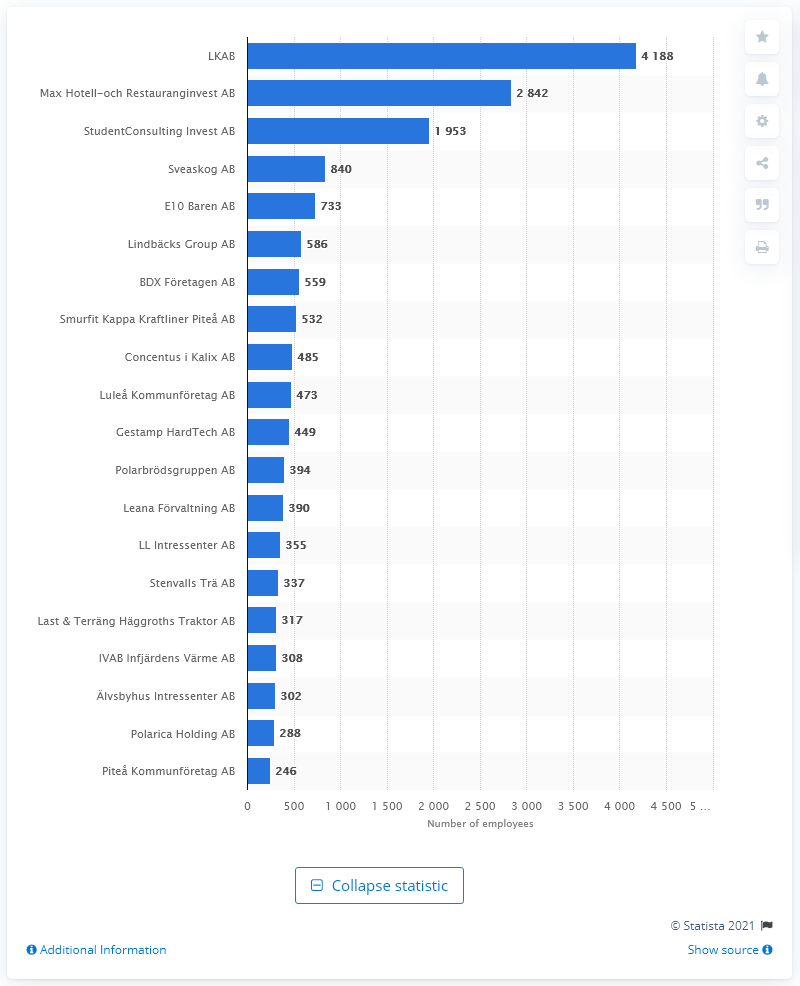 LKAB 4 188
Max Hotell-och Restauranginvest AB 2 842
StudentConsulting Invest AB 1 953
Sveaskog AB 840
E10 Baren AB 733
Lindbäcks Group AB 586
BDX Företagen AB 559
Smurfit Kappa Kraftliner Piteå AB 532
Concentus i Kalix AB 485
Luleå Kommunföretag AB 473
Gestamp HardTech AB 449
Polarbrödsgruppen AB 394
Leana Förvaltning AB 390
LL Intressenter AB 355
Stenvalls Trä AB 337
Last & Terräng Häggroths Traktor AB 317
IVAB Infjärdens Värme AB 308
Älvsbyhus Intressenter AB 302
Polarica Holding AB 288
Piteå Kommunföretag AB 246
0 500 1 000 1 500 2 000 2 500 3 000 3 500 4 000 4 500 5 ...
Number of employees
Collapse statistic
© Statista 2021
Additional Information
Show source